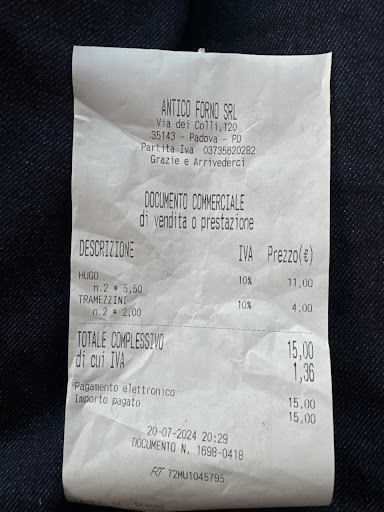 ANTICO FORNO SRL
Via dei Colli,120
35143 - Padova - PD
Partita Iva 03735820282
Grazie e Arrivederci
DOCUMENTO COMMERCIALE
di vendita o prestazione
DESCRIZIONE IVA Prezzo(€)
HUGO 10% 11,00
n.2 * 5,50
TRAMEZZINI 10% 4,00
n.2 * 2,00
TOTALE COMPLESSIVO 15,00
di cui IVA 1,36
Pagamento elettronico 15,00
Importo pagato 15,00
20-07-2024 20:29
DOCUMENTO N. 1698-0418
RT 72MU1045795